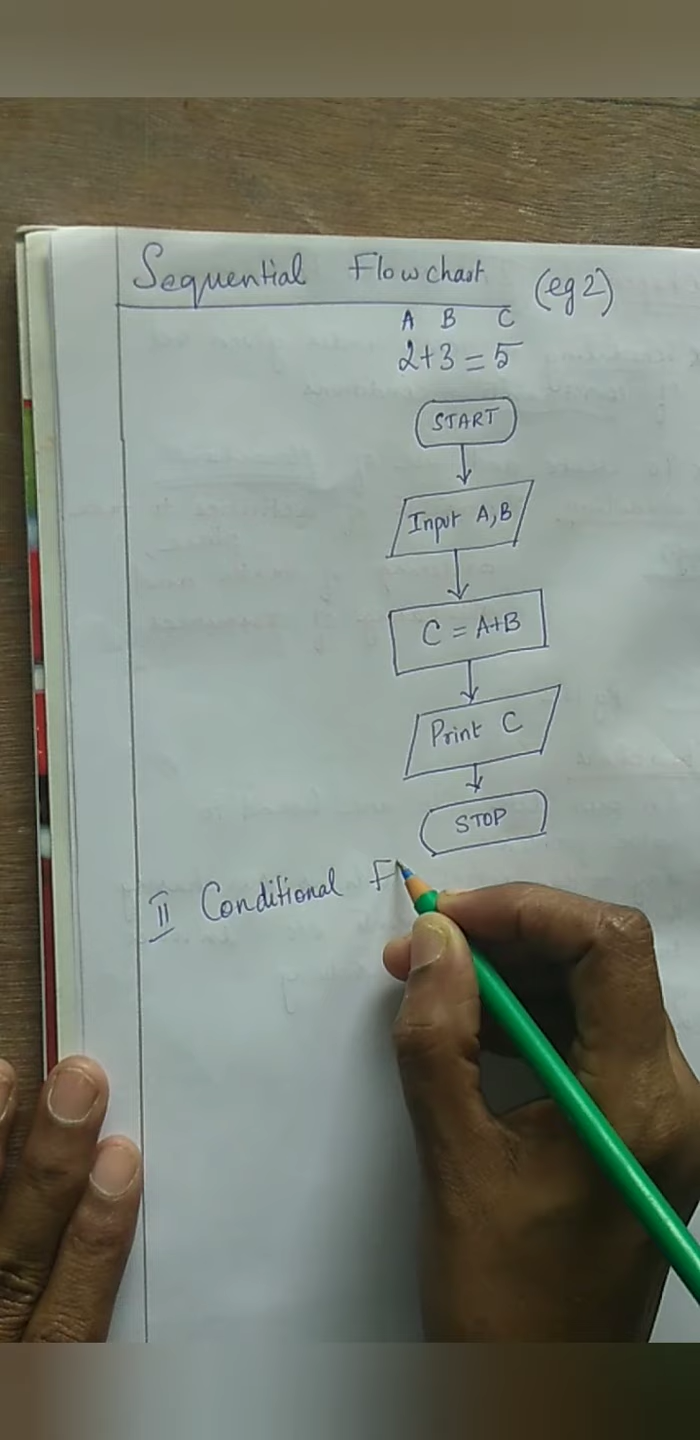 Sequential Flowchart (eg 2)
A B C
2+3=5
START
Input A,B
C = A+B
Print C
STOP
II Conditional F